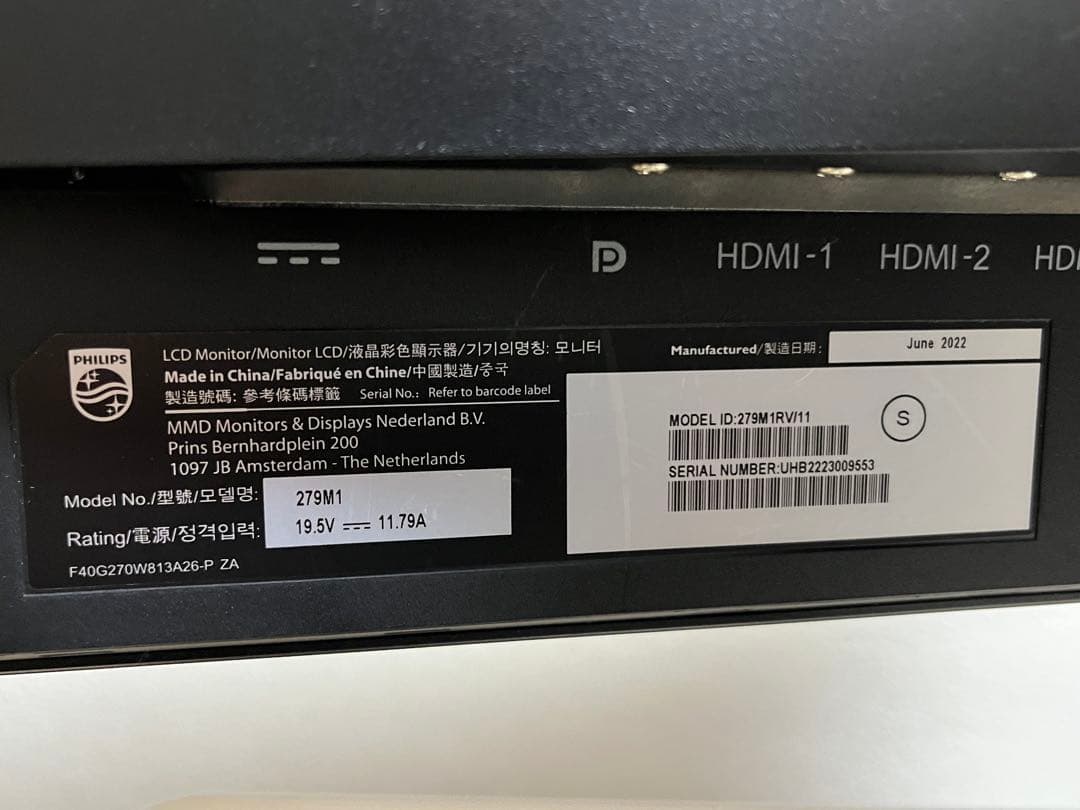 HDMI-1 HDMI-2 HD
PHILIPS
LCD Monitor/Monitor LCD/液晶彩色顯示器/기기의명칭: 모니터
Made in China/Fabriqué en Chine/中國製造/중국
製造號碼: 參考條碼標籤 Serial No.: Refer to barcode label
MMD Monitors & Displays Nederland B.V.
Prins Bernhardplein 200
1097 JB Amsterdam - The Netherlands
Model No./型號/모델명: 279M1
Rating/電源/정격입력: 19.5V ⎓ 11.79A
F40G270W813A26-P ZA
Manufactured/製造日期: June 2022
MODEL ID:279M1RV/11
S
SERIAL NUMBER:UHB2223009553